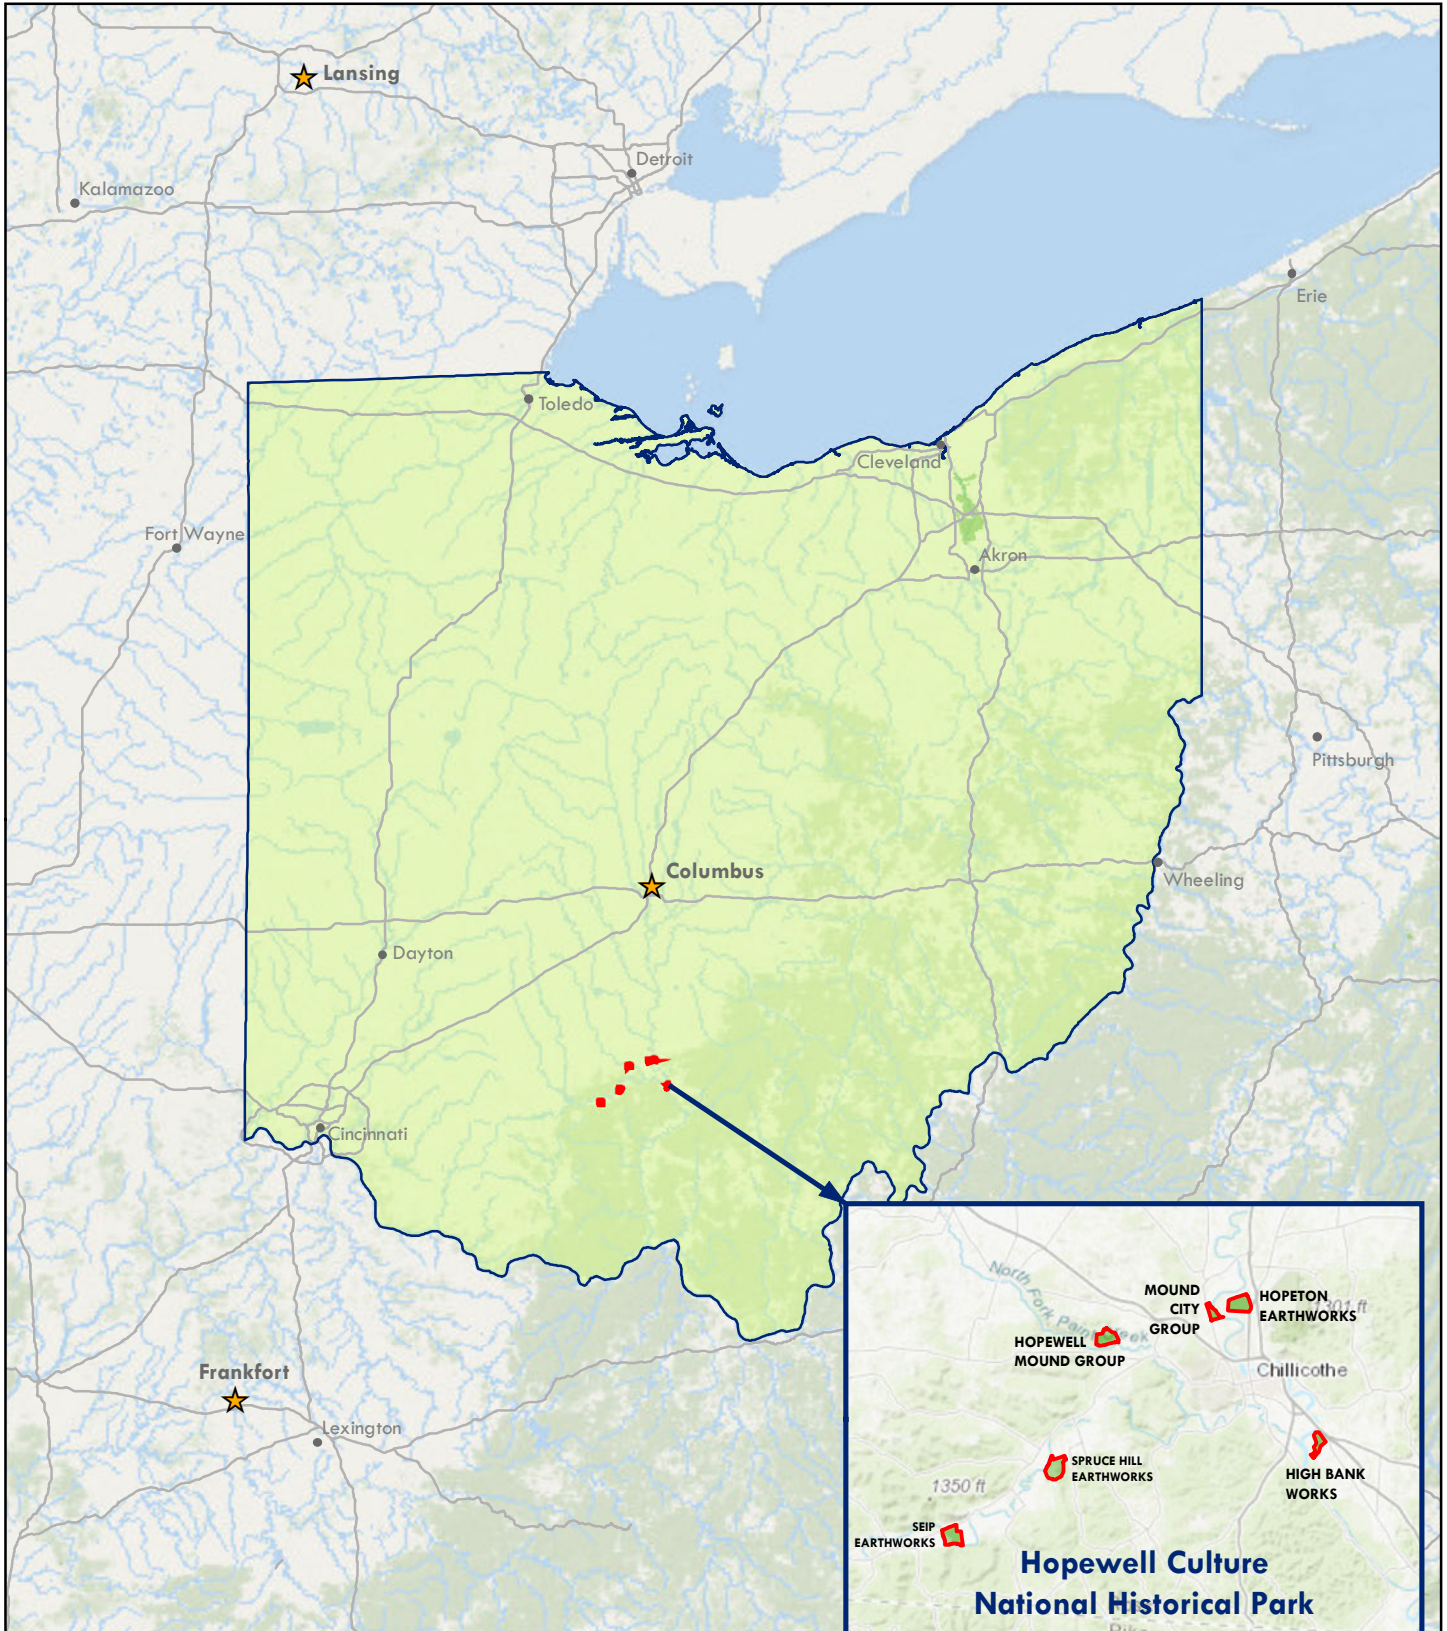 Lansing
Detroit
Kalamazoo
Erie
Toledo
Cleveland
Fort Wayne
Akron
Pittsburgh
Columbus
Wheeling
Dayton
Cincinnati
Frankfort
Lexington
North
Fork Paint Creek
MOUND
CITY
GROUP
HOPETON
EARTHWORKS
1301 ft
HOPEWELL
MOUND GROUP
Chillicothe
SPRUCE HILL
EARTHWORKS
HIGH BANK
WORKS
1350 ft
SEIP
EARTHWORKS
Hopewell Culture
National Historical Park